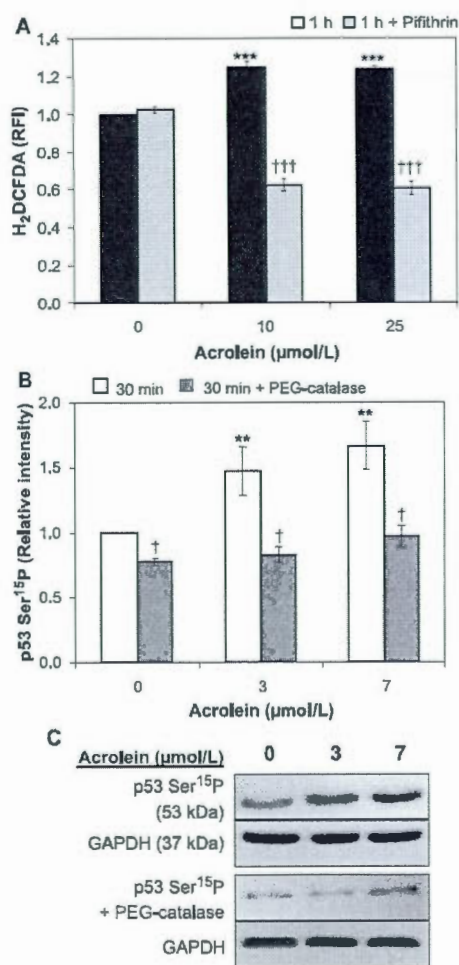 A
□ 1 h □ 1 h + Pifithrin
H₂DCFDA (RFI)
1.4
1.2
1.0
0.8
0.6
0.4
0.2
0.0
***
***
†††
†††
0 10 25
Acrolein (µmol/L)
B
□ 30 min ■ 30 min + PEG-catalase
p53 Ser¹⁵P (Relative intensity)
2.0
1.5
1.0
0.5
0.0
**
**
†
†
†
0 3 7
Acrolein (µmol/L)
C
Acrolein (µmol/L) 0 3 7
p53 Ser¹⁵P
(53 kDa)
GAPDH (37 kDa)
p53 Ser¹⁵P
+ PEG-catalase
GAPDH